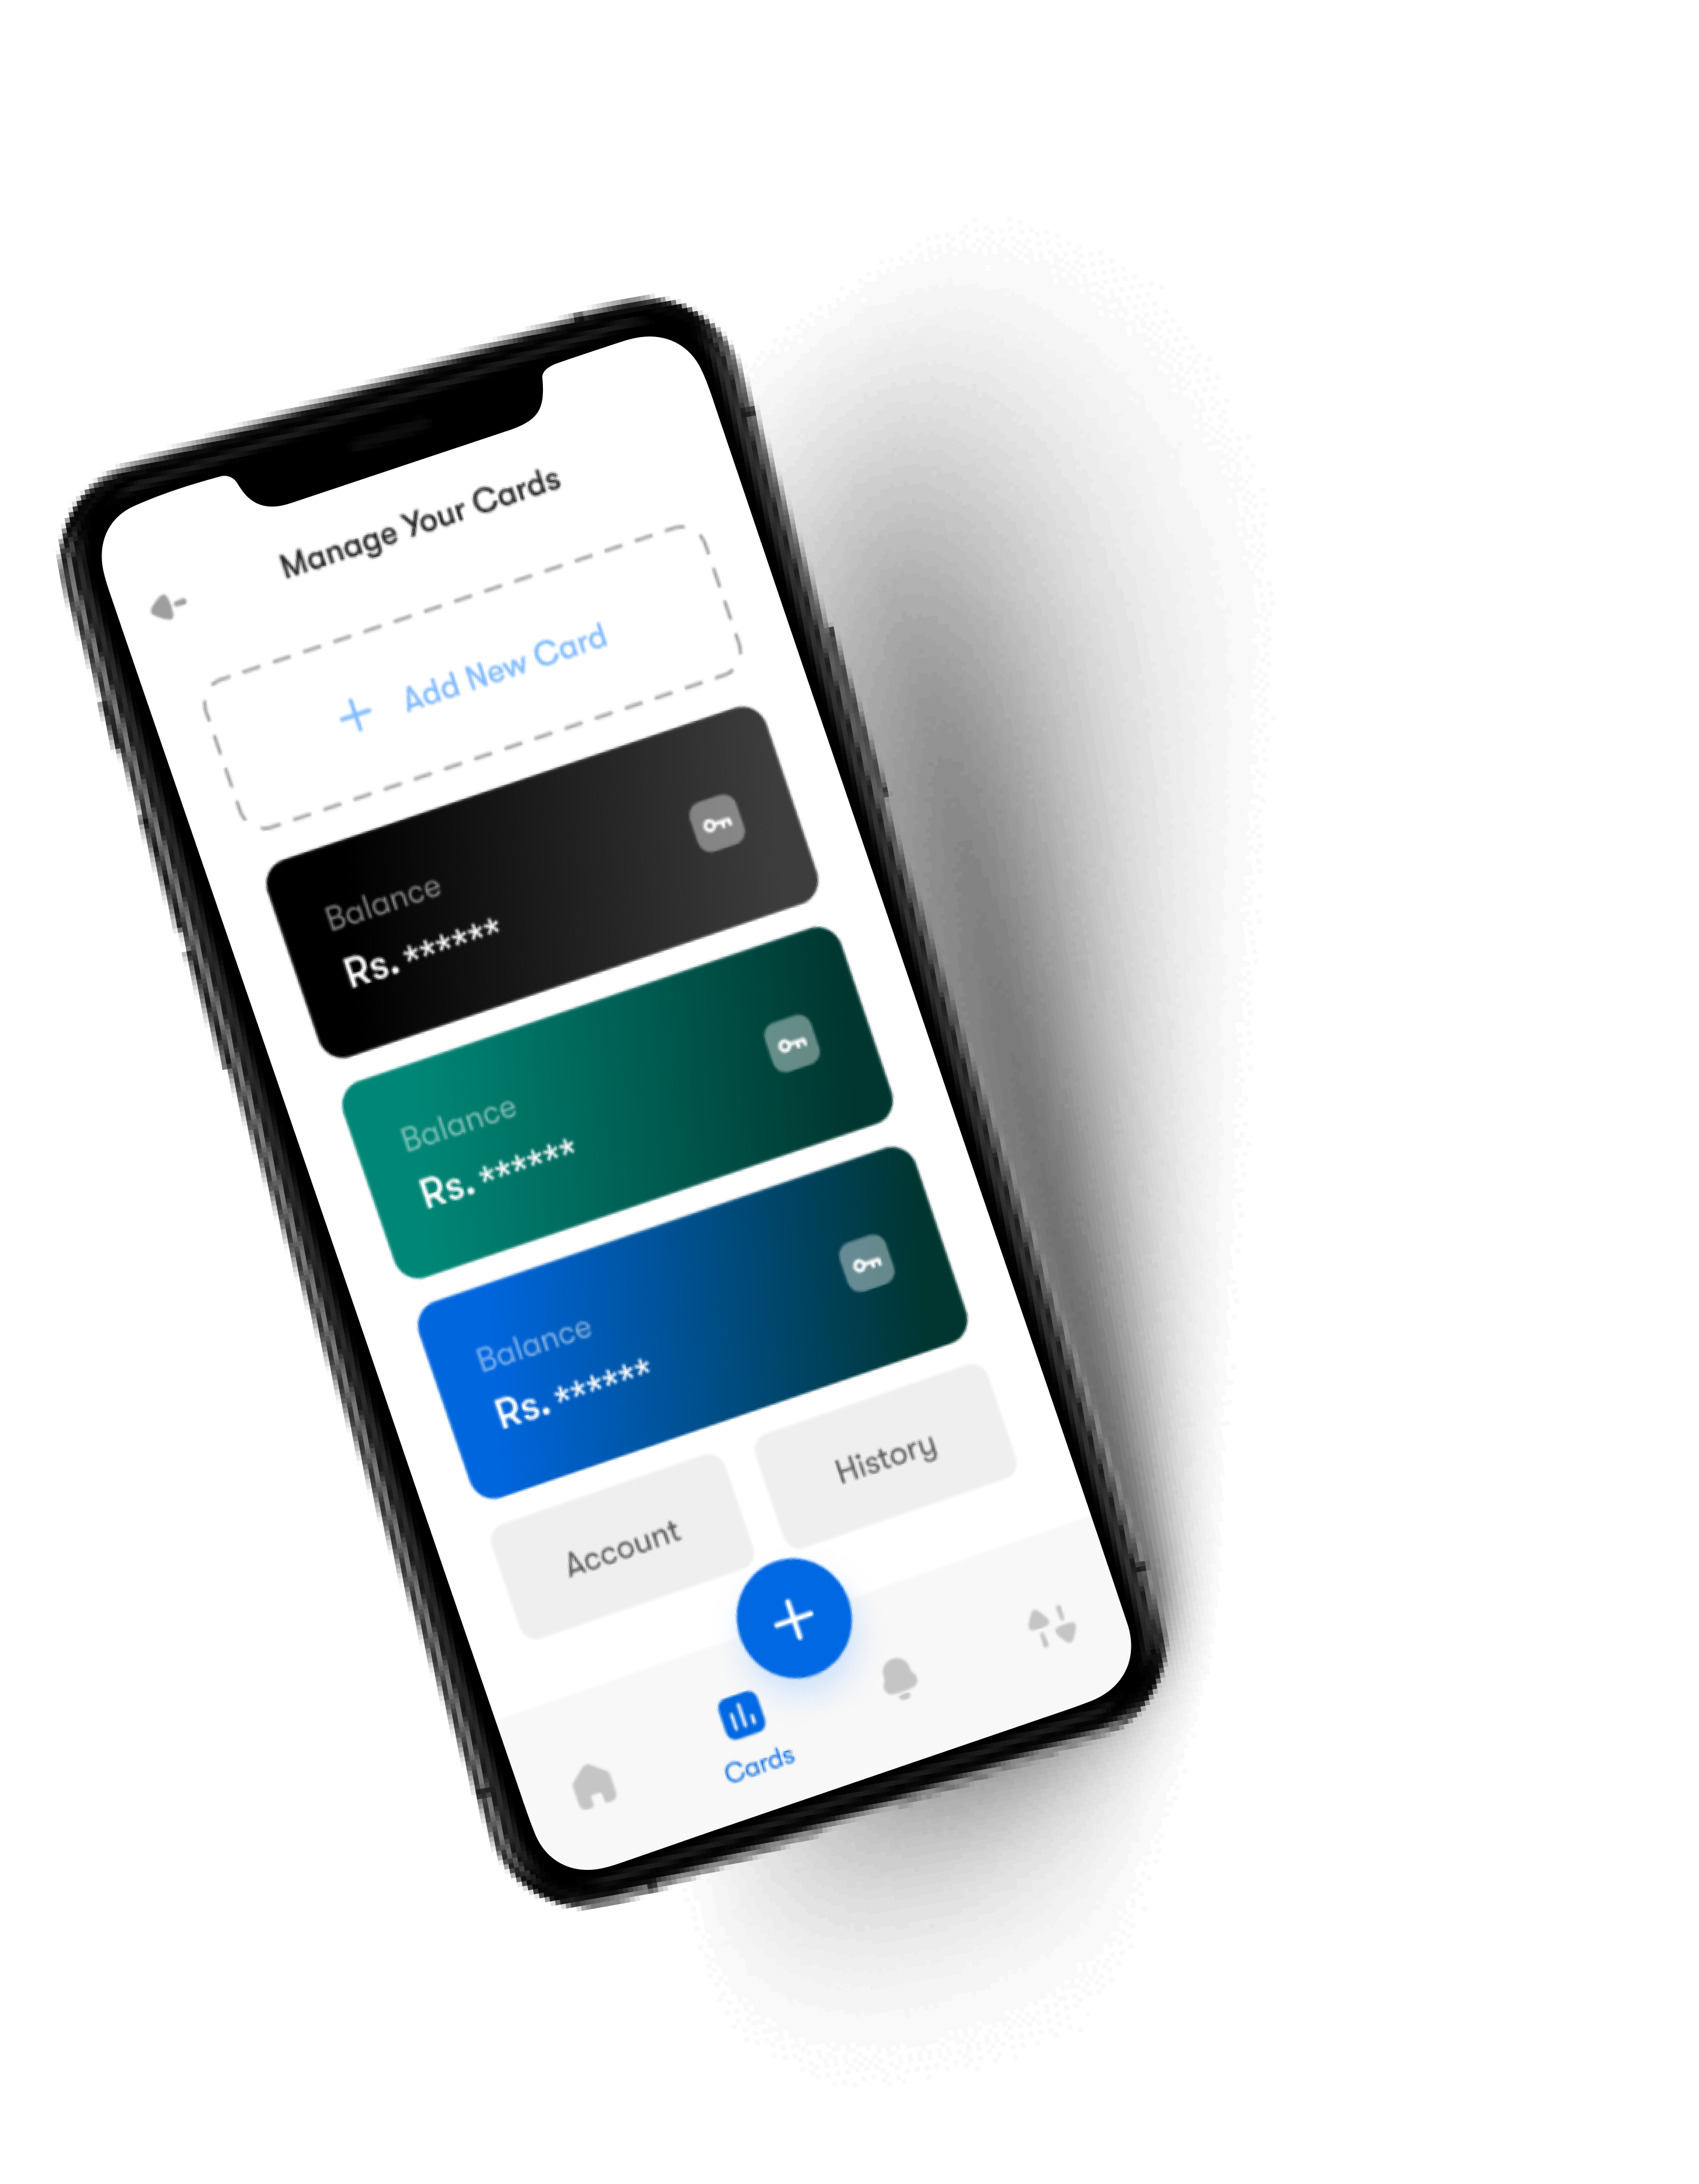 Manage Your Cards
+ Add New Card
Balance
Rs. ******
Balance
Rs. ******
Balance
Rs. ******
Account
History
Cards